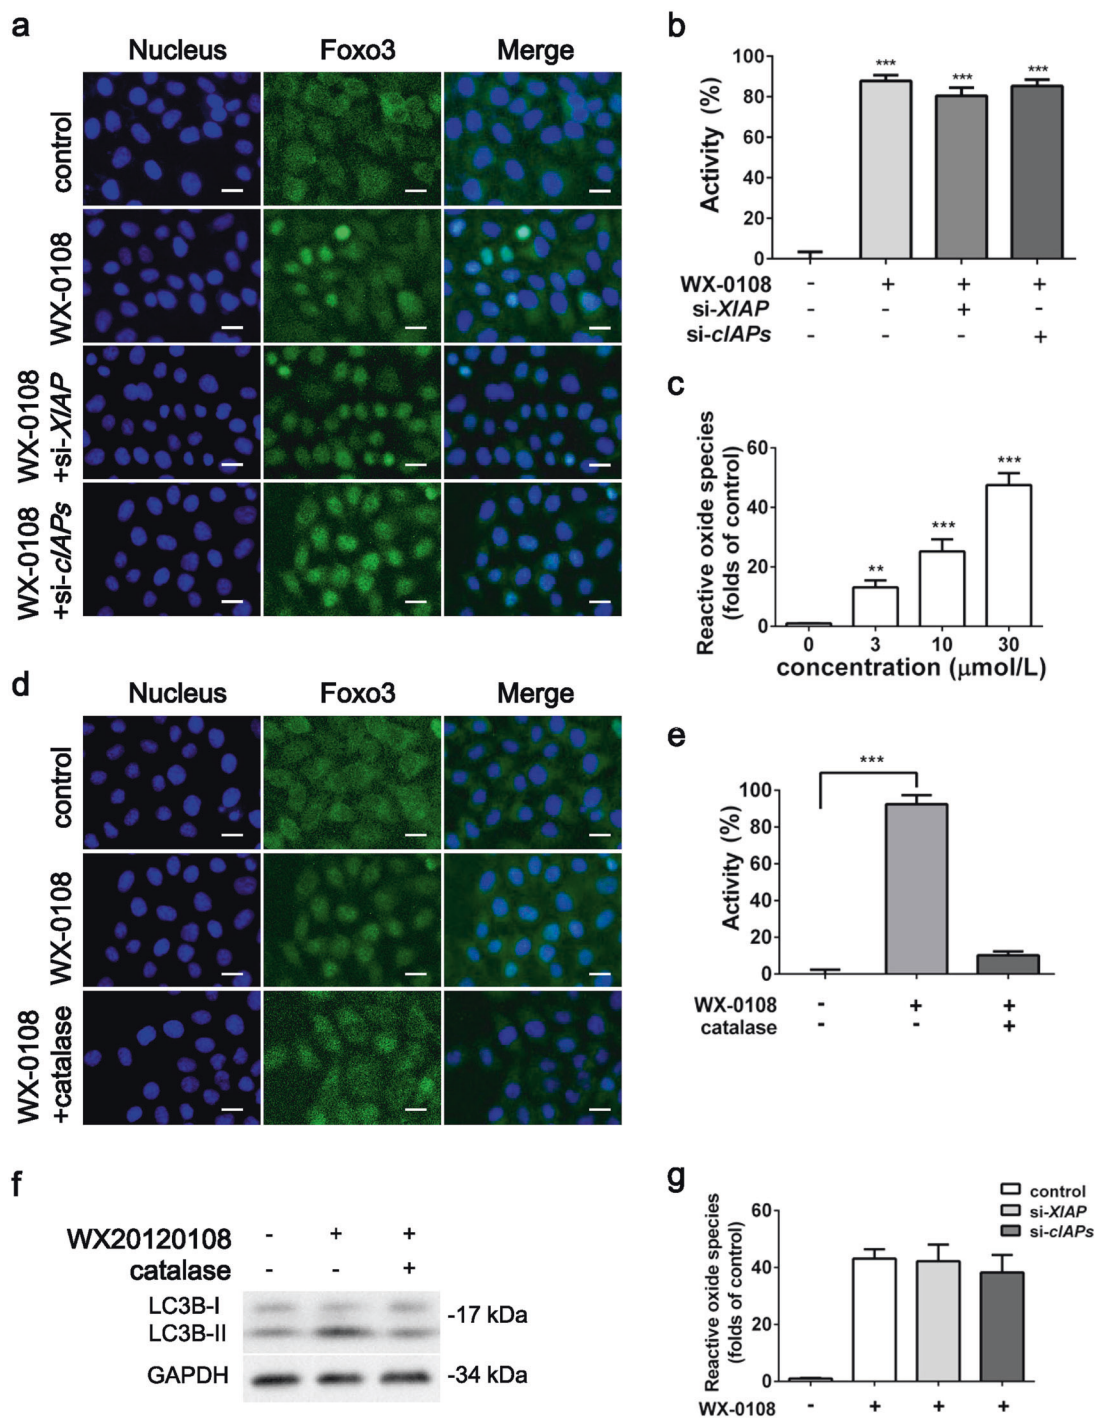 a
Nucleus Foxo3 Merge
control
WX-0108
WX-0108
+si-XIAP
WX-0108
+si-cIAPs
b
Activity (%)
100
80
60
40
20
0
*** *** ***
WX-0108 - + + +
si-XIAP - - + -
si-cIAPs - - - +
c
Reactive oxide species
(folds of control)
60
40
20
0
** *** ***
0 3 10 30
concentration (μmol/L)
d
Nucleus Foxo3 Merge
control
WX-0108
WX-0108
+catalase
e
Activity (%)
100
80
60
40
20
0
***
WX-0108 - + +
catalase - - +
f
WX20120108 - + +
catalase - - +
LC3B-I
-17 kDa
LC3B-II
GAPDH -34 kDa
g
control
si-XIAP
si-cIAPs
Reactive oxide species
(folds of control)
60
40
20
0
WX-0108 - + + +